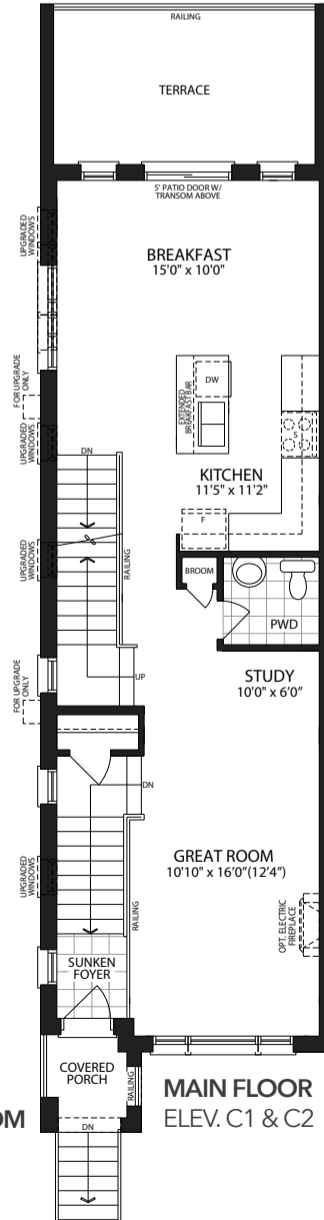 RAILING
TERRACE
5' PATIO DOOR W/
TRANSOM ABOVE
UPGRADED
WINDOWS
BREAKFAST
15'0" x 10'0"
FOR UPGRADE
ONLY
EXTENDED
BREAKFAST BAR
DW
S
UPGRADED
WINDOWS
DN
KITCHEN
11'5" x 11'2"
F
UPGRADED
WINDOWS
RAILING
BROOM
PWD
UP
FOR UPGRADE
ONLY
STUDY
10'0" x 6'0"
DN
GREAT ROOM
10'10" x 16'0"(12'4")
UPGRADED
WINDOWS
RAILING
OPT. ELECTRIC
FIREPLACE
SUNKEN
FOYER
COVERED
PORCH
RAILING
DN
OM
MAIN FLOOR
ELEV. C1 & C2